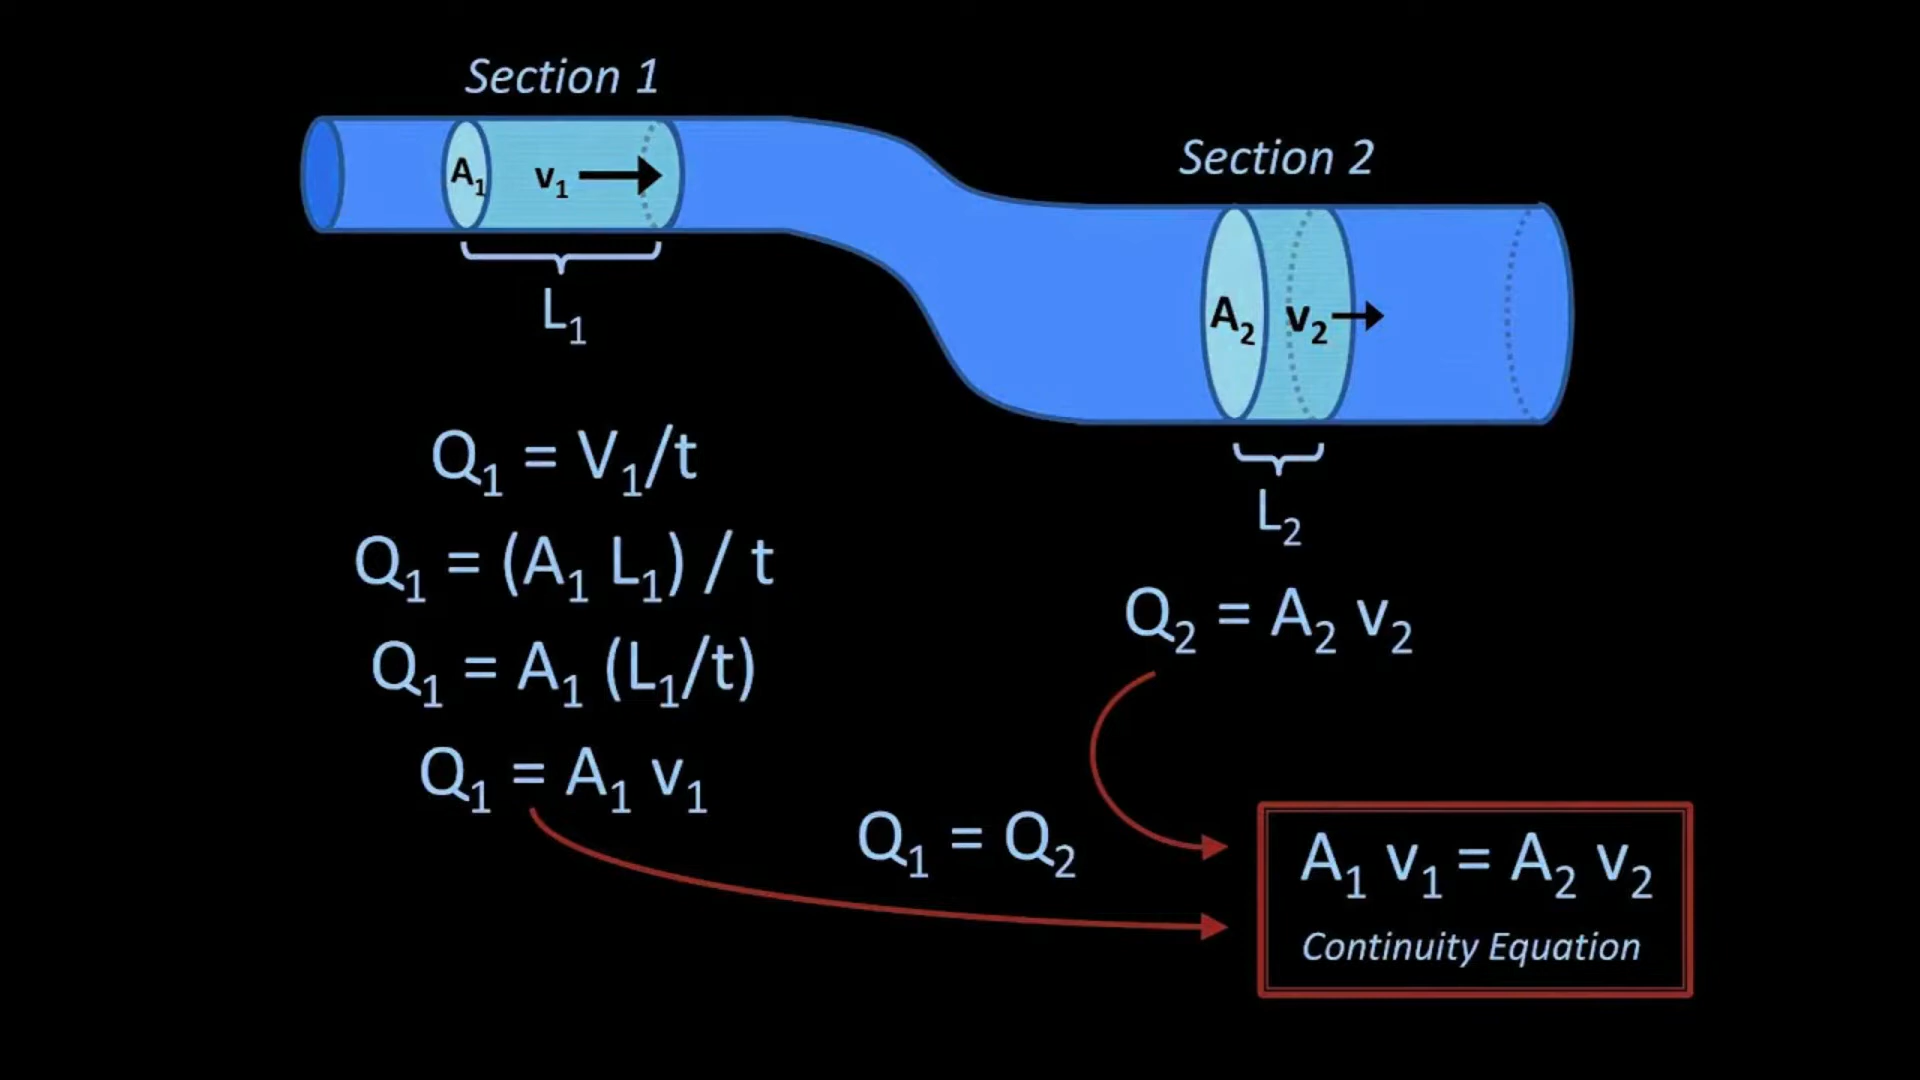 Section 1
A₁ v₁
L₁
Section 2
A₂ v₂
L₂
Q₁ = V₁/t
Q₁ = (A₁ L₁) / t
Q₁ = A₁ (L₁/t)
Q₁ = A₁ v₁
Q₂ = A₂ v₂
Q₁ = Q₂
A₁ v₁ = A₂ v₂
Continuity Equation